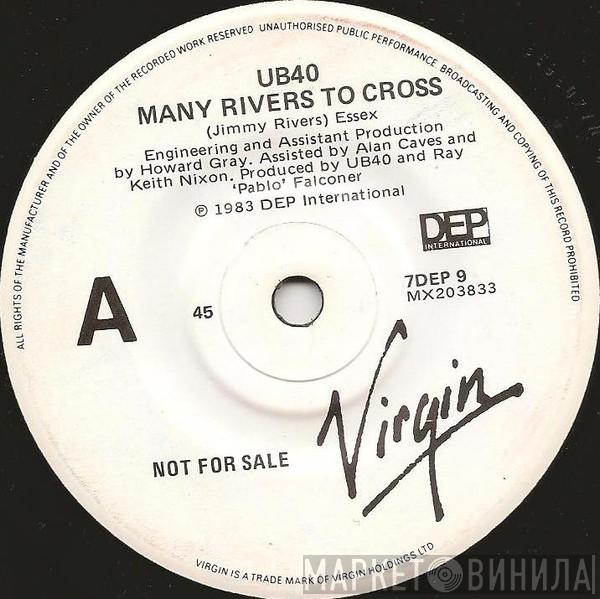 ALL RIGHTS OF THE MANUFACTURER AND OF THE OWNER OF THE RECORDED WORK RESERVED UNAUTHORISED PUBLIC PERFORMANCE BROADCASTING AND COPYING OF THIS RECORD PROHIBITED
UB40
MANY RIVERS TO CROSS
(Jimmy Rivers) Essex
Engineering and Assistant Production
by Howard Gray. Assisted by Alan Caves and
Keith Nixon. Produced by UB40 and Ray
'Pablo' Falconer
℗ 1983 DEP International
DEP
INTERNATIONAL
A
45
7DEP 9
MX203833
Virgin
NOT FOR SALE
VIRGIN IS A TRADE MARK OF VIRGIN HOLDINGS LTD
МАРКЕТ ВИНИЛА